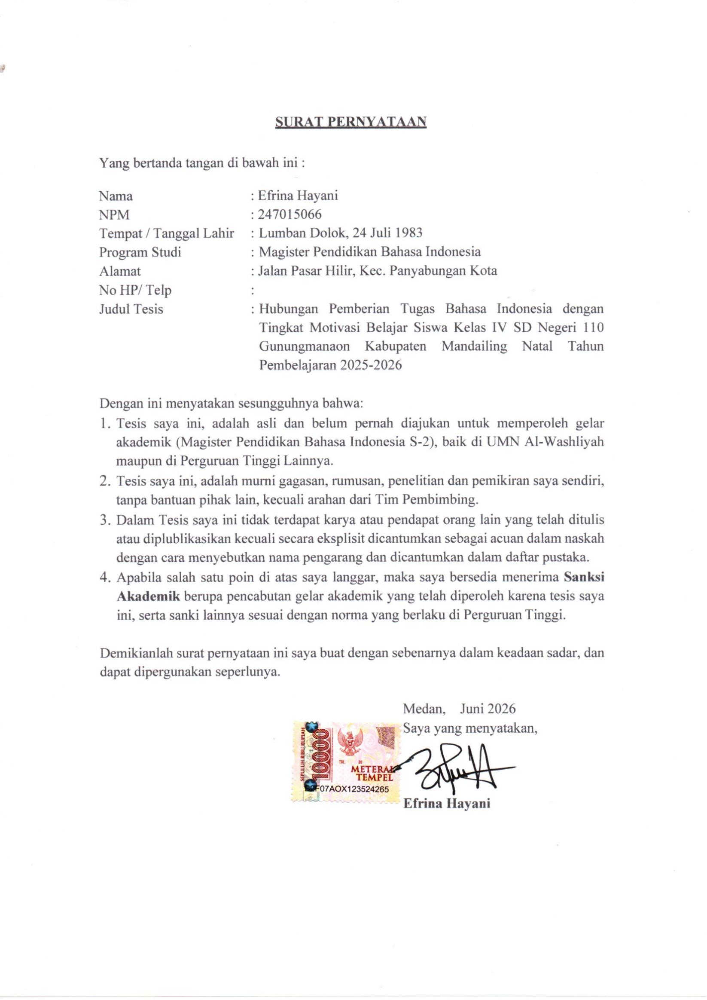 SURAT PERNYATAAN
Yang bertanda tangan di bawah ini :
Nama : Efrina Hayani
NPM : 247015066
Tempat / Tanggal Lahir : Lumban Dolok, 24 Juli 1983
Program Studi : Magister Pendidikan Bahasa Indonesia
Alamat : Jalan Pasar Hilir, Kec. Panyabungan Kota
No HP/ Telp :
Judul Tesis : Hubungan Pemberian Tugas Bahasa Indonesia dengan
Tingkat Motivasi Belajar Siswa Kelas IV SD Negeri 110
Gunungmanaon Kabupaten Mandailing Natal Tahun
Pembelajaran 2025-2026
Dengan ini menyatakan sesungguhnya bahwa:
1. Tesis saya ini, adalah asli dan belum pernah diajukan untuk memperoleh gelar
akademik (Magister Pendidikan Bahasa Indonesia S-2), baik di UMN Al-Washliyah
maupun di Perguruan Tinggi Lainnya.
2. Tesis saya ini, adalah murni gagasan, rumusan, penelitian dan pemikiran saya sendiri,
tanpa bantuan pihak lain, kecuali arahan dari Tim Pembimbing.
3. Dalam Tesis saya ini tidak terdapat karya atau pendapat orang lain yang telah ditulis
atau diplublikasikan kecuali secara eksplisit dicantumkan sebagai acuan dalam naskah
dengan cara menyebutkan nama pengarang dan dicantumkan dalam daftar pustaka.
4. Apabila salah satu poin di atas saya langgar, maka saya bersedia menerima Sanksi
Akademik berupa pencabutan gelar akademik yang telah diperoleh karena tesis saya
ini, serta sanki lainnya sesuai dengan norma yang berlaku di Perguruan Tinggi.
Demikianlah surat pernyataan ini saya buat dengan sebenarnya dalam keadaan sadar, dan
dapat dipergunakan seperlunya.
Medan, Juni 2026
Saya yang menyatakan,
SEPULUH RIBU RUPIAH
10000
TGL. 20
METERAI
TEMPEL
Efrina Hayani